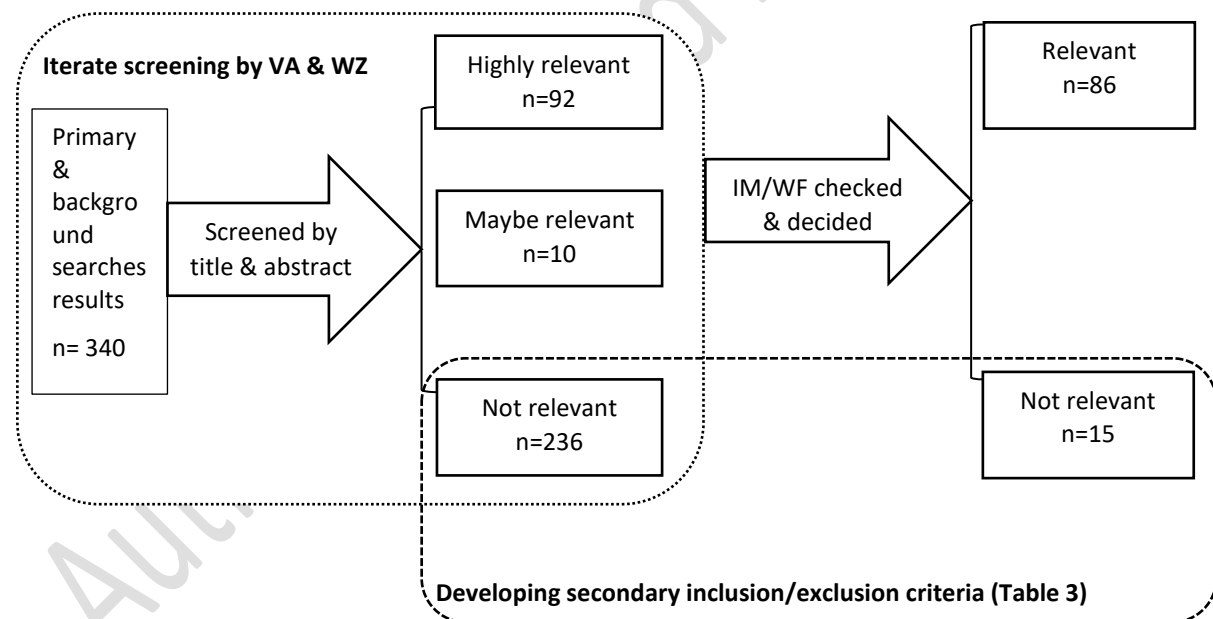 Iterate screening by VA & WZ
Primary
&
backgro
und
searches
results
n= 340
Screened by
title & abstract
Highly relevant
n=92
Maybe relevant
n=10
Not relevant
n=236
IM/WF checked
& decided
Relevant
n=86
Not relevant
n=15
Developing secondary inclusion/exclusion criteria (Table 3)